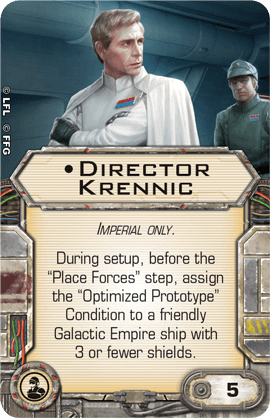 © LFL © FFG
•Director
Krennic
Imperial only.
During setup, before the
“Place Forces” step, assign
the “Optimized Prototype”
Condition to a friendly
Galactic Empire ship with
3 or fewer shields.
5